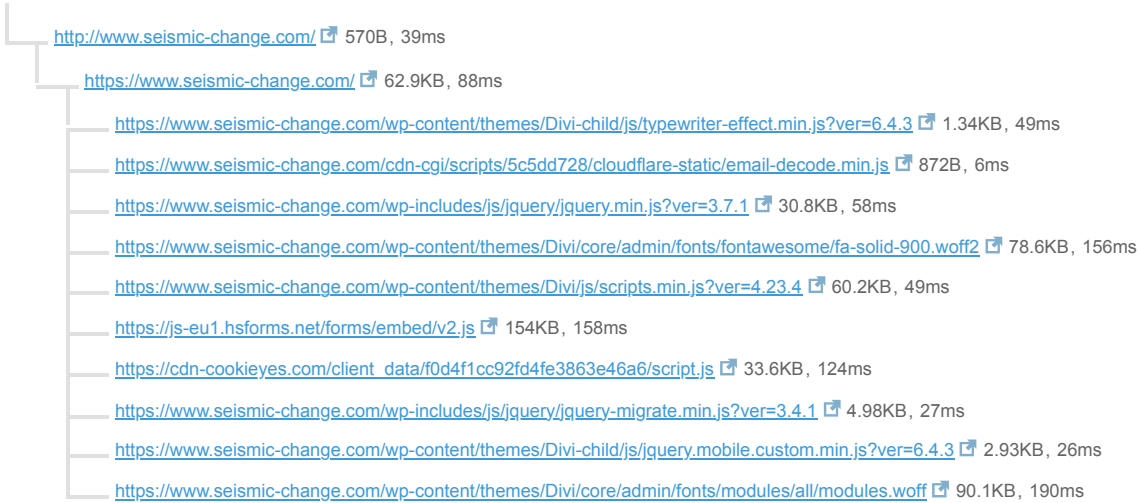 http://www.seismic-change.com/ 570B, 39ms
https://www.seismic-change.com/ 62.9KB, 88ms
https://www.seismic-change.com/wp-content/themes/Divi-child/js/typewriter-effect.min.js?ver=6.4.3 1.34KB, 49ms
https://www.seismic-change.com/cdn-cgi/scripts/5c5dd728/cloudflare-static/email-decode.min.js 872B, 6ms
https://www.seismic-change.com/wp-includes/js/jquery/jquery.min.js?ver=3.7.1 30.8KB, 58ms
https://www.seismic-change.com/wp-content/themes/Divi/core/admin/fonts/fontawesome/fa-solid-900.woff2 78.6KB, 156ms
https://www.seismic-change.com/wp-content/themes/Divi/js/scripts.min.js?ver=4.23.4 60.2KB, 49ms
https://js-eu1.hsforms.net/forms/embed/v2.js 154KB, 158ms
https://cdn-cookieyes.com/client_data/f0d4f1cc92fd4fe3863e46a6/script.js 33.6KB, 124ms
https://www.seismic-change.com/wp-includes/js/jquery/jquery-migrate.min.js?ver=3.4.1 4.98KB, 27ms
https://www.seismic-change.com/wp-content/themes/Divi-child/js/jquery.mobile.custom.min.js?ver=6.4.3 2.93KB, 26ms
https://www.seismic-change.com/wp-content/themes/Divi/core/admin/fonts/modules/all/modules.woff 90.1KB, 190ms